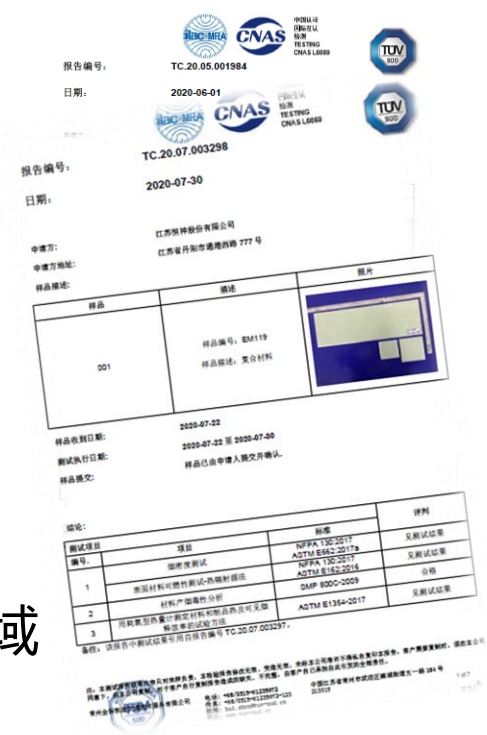 ilac-MRA
CNAS
中国认可
国际互认
检测
TESTING
CNAS L6069
TÜV
SUD
报告编号: TC.20.05.001984
日期: 2020-06-01
ilac-MRA
CNAS
国际互认
检测
TESTING
CNAS L6069
TÜV
SUD
报告编号: TC.20.07.003298
日期: 2020-07-30
申请方: 江苏恒神股份有限公司
申请方地址: 江苏省丹阳市通港西路 777 号
样品描述:
样品 描述 照片
001
样品编号: EM119
样品描述: 复合材料
样品收到日期: 2020-07-22
测试执行日期: 2020-07-22 至 2020-07-30
样品提交: 样品已由申请人提交并确认.
结论:
测试项目
编号. 项目 标准 评判
1 烟密度测试 NFPA 130:2017 ASTM E662:2017a 见测试结果
表面材料可燃性测试-热辐射源法 NFPA 130:2017 ASTM E162:2016 见测试结果
2 材料产烟毒性分析 SMP 800C-2009 合格
3 用耗氧型热量计测定材料和制品热及可见烟释放率的试验方法 ASTM E1354-2017 见测试结果
备注: 该报告中测试结果引用自报告编号 TC.20.07.003297.
域